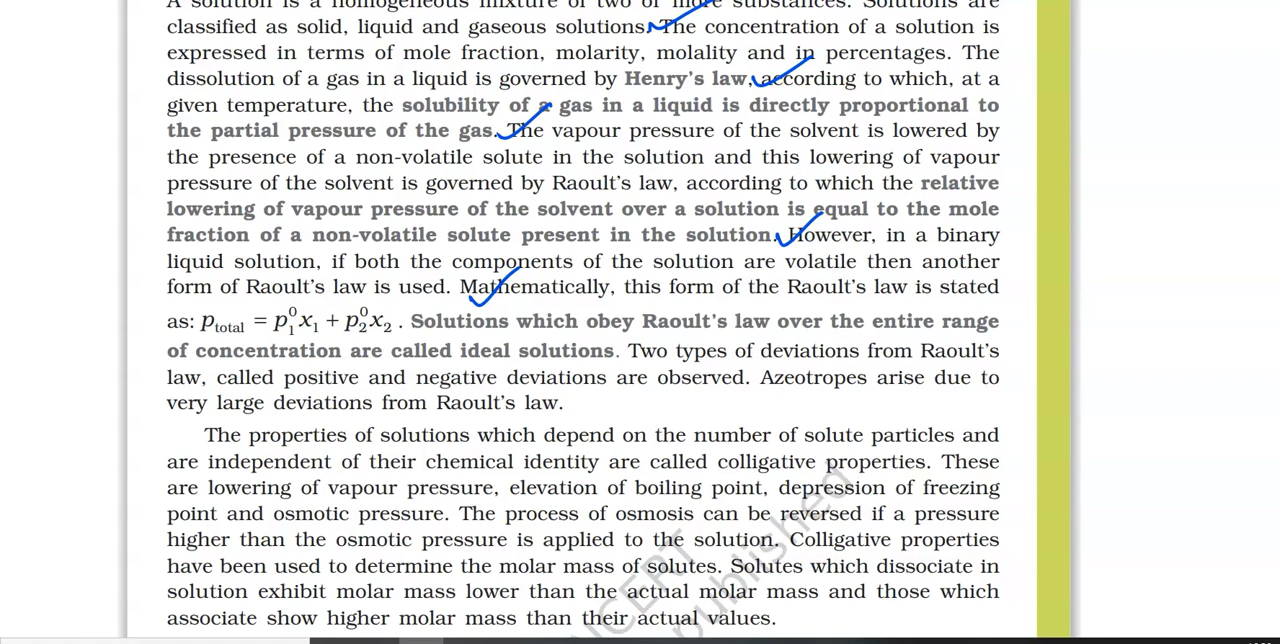 A solution is a homogeneous mixture of two or more substances. Solutions are
classified as solid, liquid and gaseous solutions. The concentration of a solution is
expressed in terms of mole fraction, molarity, molality and in percentages. The
dissolution of a gas in a liquid is governed by Henry's law, according to which, at a
given temperature, the solubility of a gas in a liquid is directly proportional to
the partial pressure of the gas. The vapour pressure of the solvent is lowered by
the presence of a non-volatile solute in the solution and this lowering of vapour
pressure of the solvent is governed by Raoult's law, according to which the relative
lowering of vapour pressure of the solvent over a solution is equal to the mole
fraction of a non-volatile solute present in the solution. However, in a binary
liquid solution, if both the components of the solution are volatile then another
form of Raoult's law is used. Mathematically, this form of the Raoult's law is stated
as: p_total = p₁⁰x₁ + p₂⁰x₂ . Solutions which obey Raoult's law over the entire range
of concentration are called ideal solutions. Two types of deviations from Raoult's
law, called positive and negative deviations are observed. Azeotropes arise due to
very large deviations from Raoult's law.
The properties of solutions which depend on the number of solute particles and
are independent of their chemical identity are called colligative properties. These
are lowering of vapour pressure, elevation of boiling point, depression of freezing
point and osmotic pressure. The process of osmosis can be reversed if a pressure
higher than the osmotic pressure is applied to the solution. Colligative properties
have been used to determine the molar mass of solutes. Solutes which dissociate in
solution exhibit molar mass lower than the actual molar mass and those which
associate show higher molar mass than their actual values.
NCERT
published